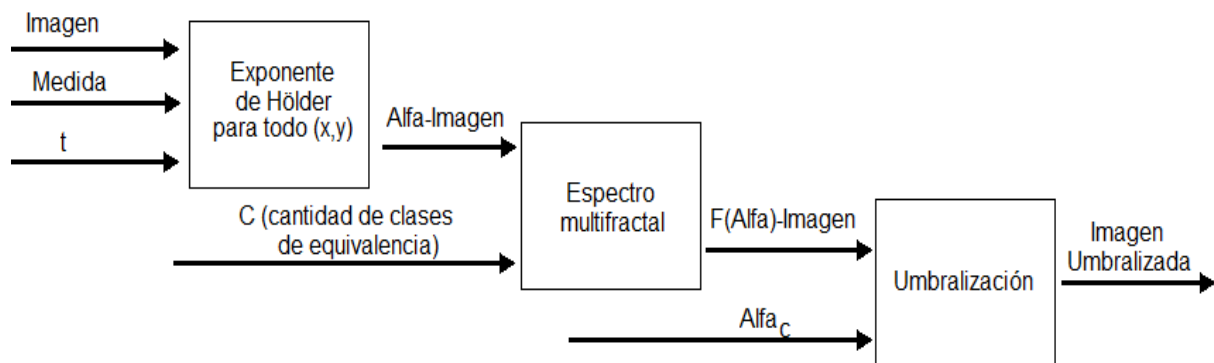 Imagen
Medida
t
Exponente
de Hölder
para todo (x,y)
Alfa-Imagen
C (cantidad de clases
de equivalencia)
Espectro
multifractal
F(Alfa)-Imagen
Alfa_C
Umbralización
Imagen
Umbralizada